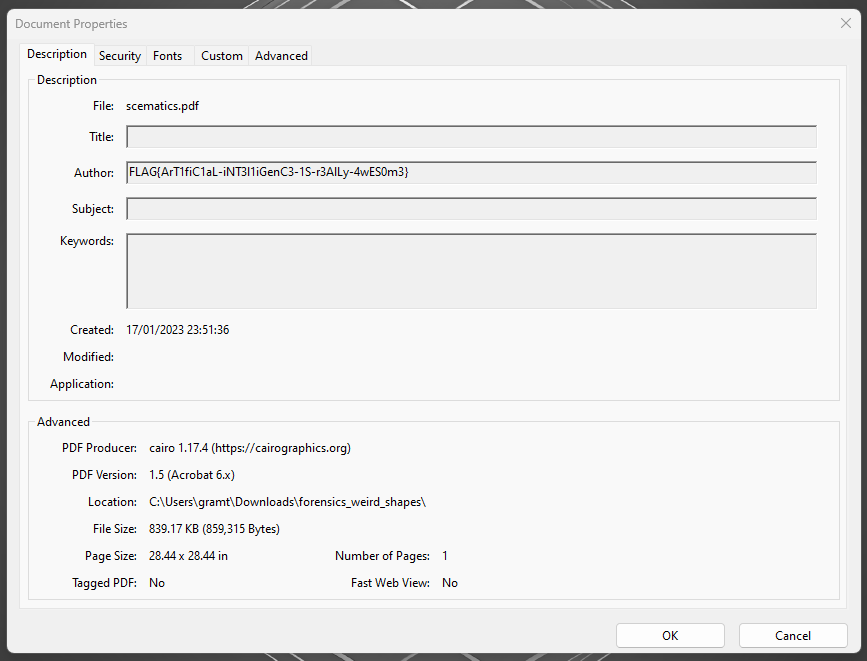 Document Properties
Description Security Fonts Custom Advanced
Description
File: scematics.pdf
Title:
Author: FLAG{ArT1fiC1aL-iNT3l1iGenC3-1S-r3AlLy-4wES0m3}
Subject:
Keywords:
Created: 17/01/2023 23:51:36
Modified:
Application:
Advanced
PDF Producer: cairo 1.17.4 (https://cairographics.org)
PDF Version: 1.5 (Acrobat 6.x)
Location: C:\Users\gramt\Downloads\forensics_weird_shapes\
File Size: 839.17 KB (859,315 Bytes)
Page Size: 28.44 x 28.44 in Number of Pages: 1
Tagged PDF: No Fast Web View: No
OK Cancel